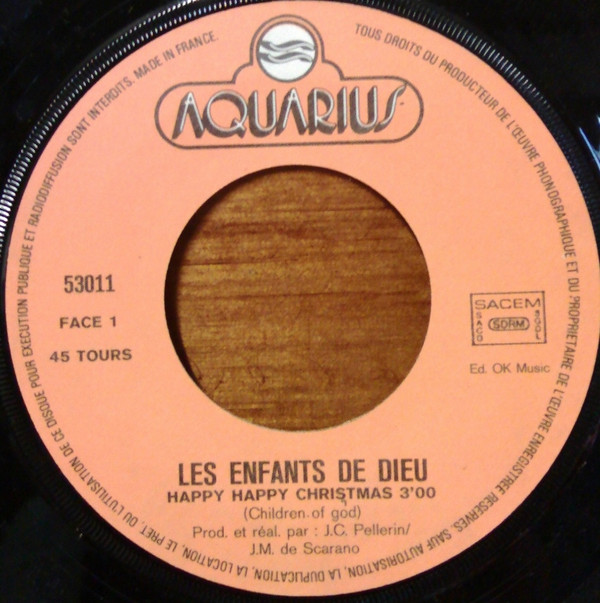 TOUS DROITS DU PRODUCTEUR DE L'ŒUVRE PHONOGRAPHIQUE ET DU PROPRIETAIRE DE L'ŒUVRE ENREGISTREE RESERVES. SAUF AUTORISATION, LA DUPLICATION, LA LOCATION, LE PRET, OU L'UTILISATION DE CE DISQUE POUR EXECUTION PUBLIQUE ET RADIODIFFUSION SONT INTERDITS. MADE IN FRANCE.
AQUARIUS
53011
FACE 1
45 TOURS
SACEM
SACD
SDRM
SGDL
Ed. OK Music
LES ENFANTS DE DIEU
HAPPY HAPPY CHRISTMAS 3'00
(Children of god)
Prod. et réal. par : J.C. Pellerin/
J.M. de Scarano